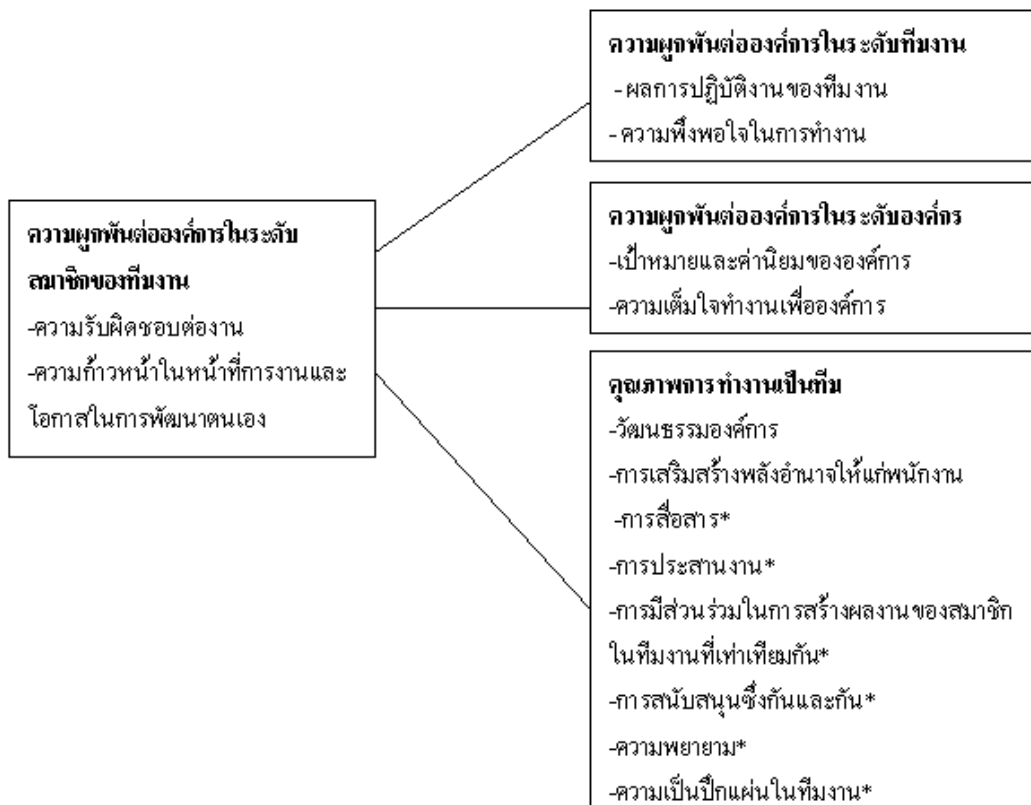 ความผูกพันต่อองค์การในระดับทีมงาน
- ผลการปฏิบัติงานของทีมงาน
- ความพึงพอใจในการทำงาน
ความผูกพันต่อองค์การในระดับ
สมาชิกของทีมงาน
-ความรับผิดชอบต่องาน
-ความก้าวหน้าในหน้าที่การงานและ
โอกาสในการพัฒนาตนเอง
ความผูกพันต่อองค์การในระดับองค์กร
-เป้าหมายและค่านิยมขององค์การ
-ความเต็มใจทำงานเพื่อองค์การ
คุณภาพการทำงานเป็นทีม
-วัฒนธรรมองค์การ
-การเสริมสร้างพลังอำนาจให้แก่พนักงาน
-การสื่อสาร*
-การประสานงาน*
-การมีส่วนร่วมในการสร้างผลงานของสมาชิก
ในทีมงานที่เท่าเทียมกัน*
-การสนับสนุนซึ่งกันและกัน*
-ความพยายาม*
-ความเป็นปึกแผ่นในทีมงาน*